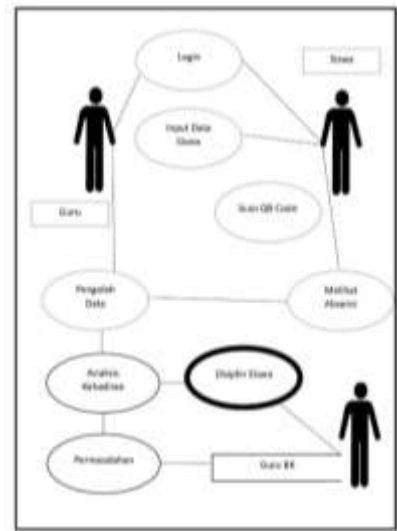 Login
Siswa
Input Data
Siswa
Scan QR Code
Guru
Pengolah
Data
Melihat
Absensi
Analisis
Kehadiran
Disiplin Siswa
Permasalahan
Guru BK